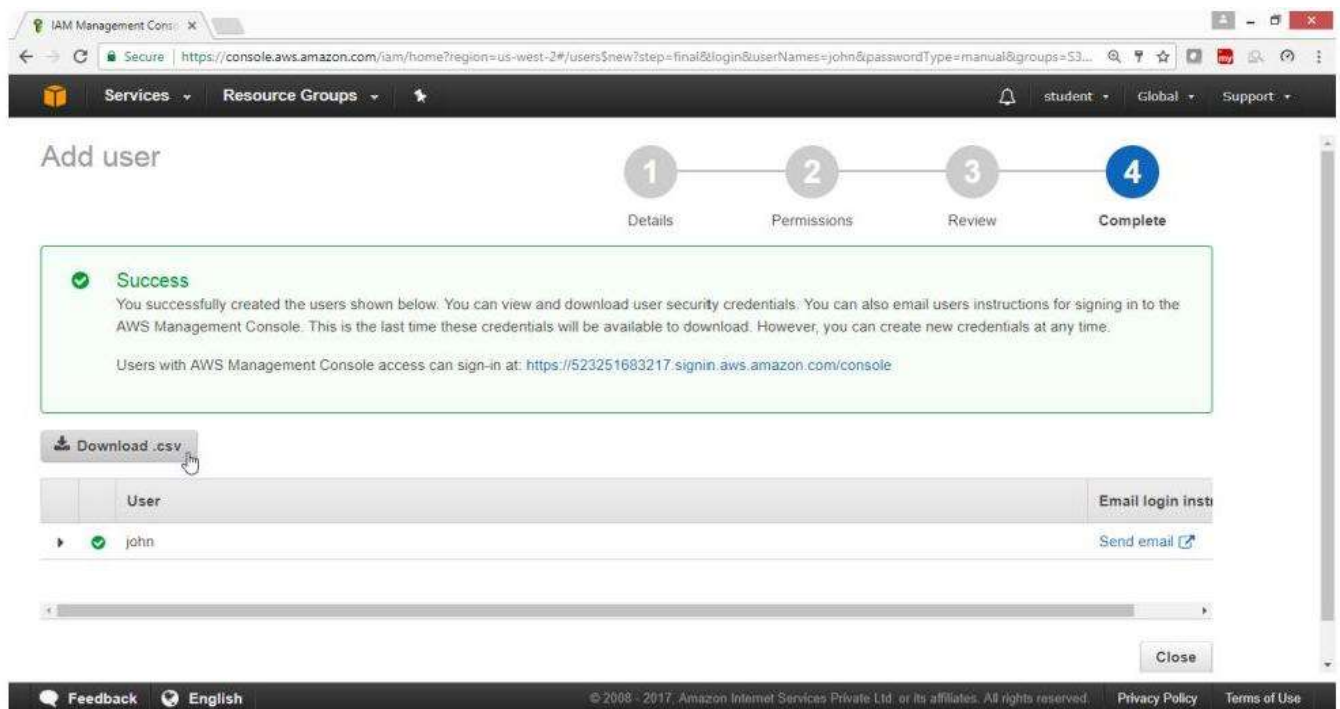 IAM Management Cons
Secure https://console.aws.amazon.com/iam/home?region=us-west-2#/users$new?step=final&login&userNames=john&passwordType=manual&groups=S3...
my
Services Resource Groups student Global Support
Add user
1 2 3 4
Details Permissions Review Complete
Success
You successfully created the users shown below. You can view and download user security credentials. You can also email users instructions for signing in to the
AWS Management Console. This is the last time these credentials will be available to download. However, you can create new credentials at any time.
Users with AWS Management Console access can sign-in at: https://523251683217.signin.aws.amazon.com/console
Download .csv
User Email login instr
john Send email
Close
Feedback English © 2008 - 2017, Amazon Internet Services Private Ltd. or its affiliates. All rights reserved. Privacy Policy Terms of Use